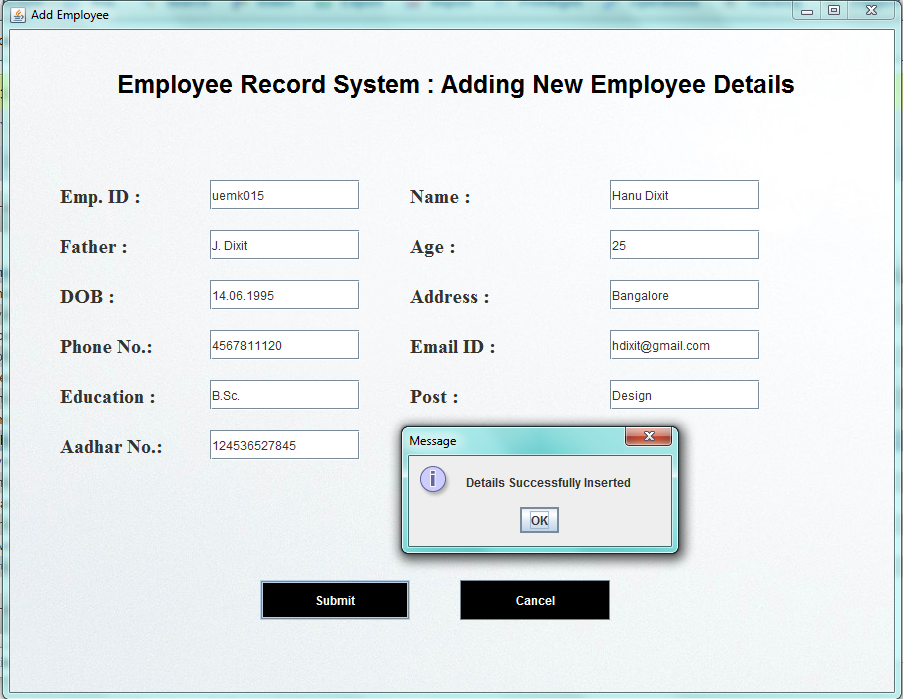 Add Employee
Employee Record System : Adding New Employee Details
Emp. ID : uemk015 Name : Hanu Dixit
Father : J. Dixit Age : 25
DOB : 14.06.1995 Address : Bangalore
Phone No.: 4567811120 Email ID : hdixit@gmail.com
Education : B.Sc. Post : Design
Aadhar No.: 124536527845
Message
Details Successfully Inserted
OK
Submit Cancel